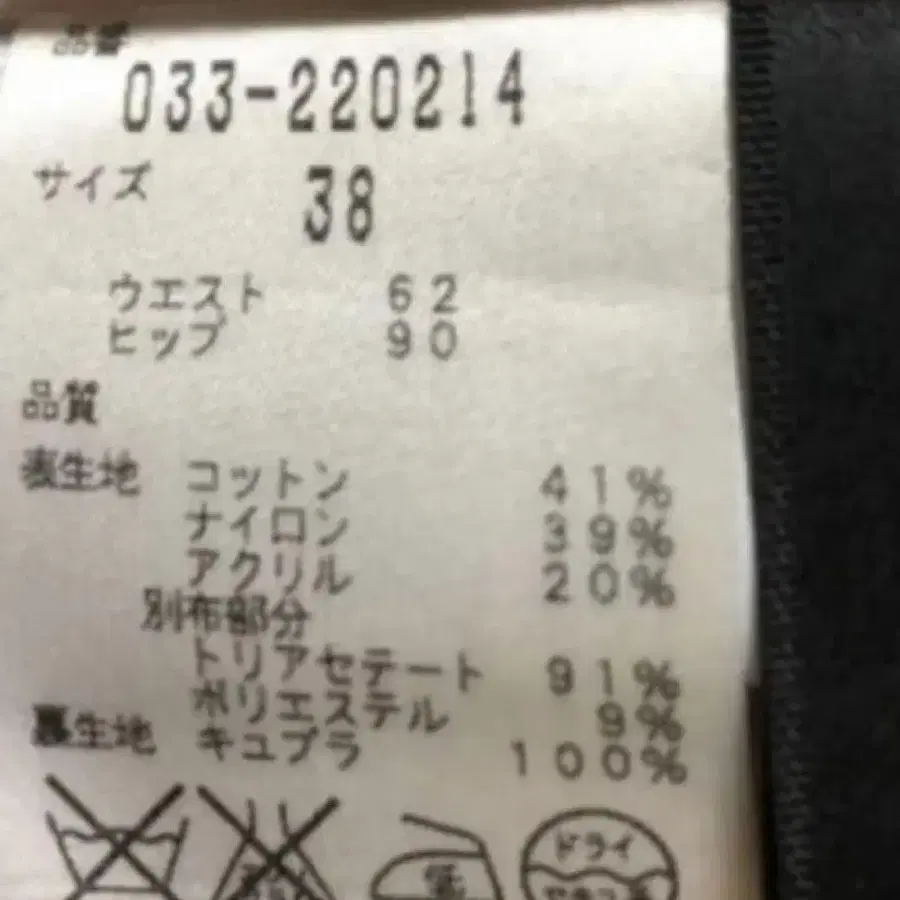 品番
033-220214
サイズ 38
ウエスト 62
ヒップ 90
品質
表生地 コットン 41%
ナイロン 39%
アクリル 20%
別布部分
トリアセテート 91%
ポリエステル 9%
裏生地 キュプラ 100%
ドライ